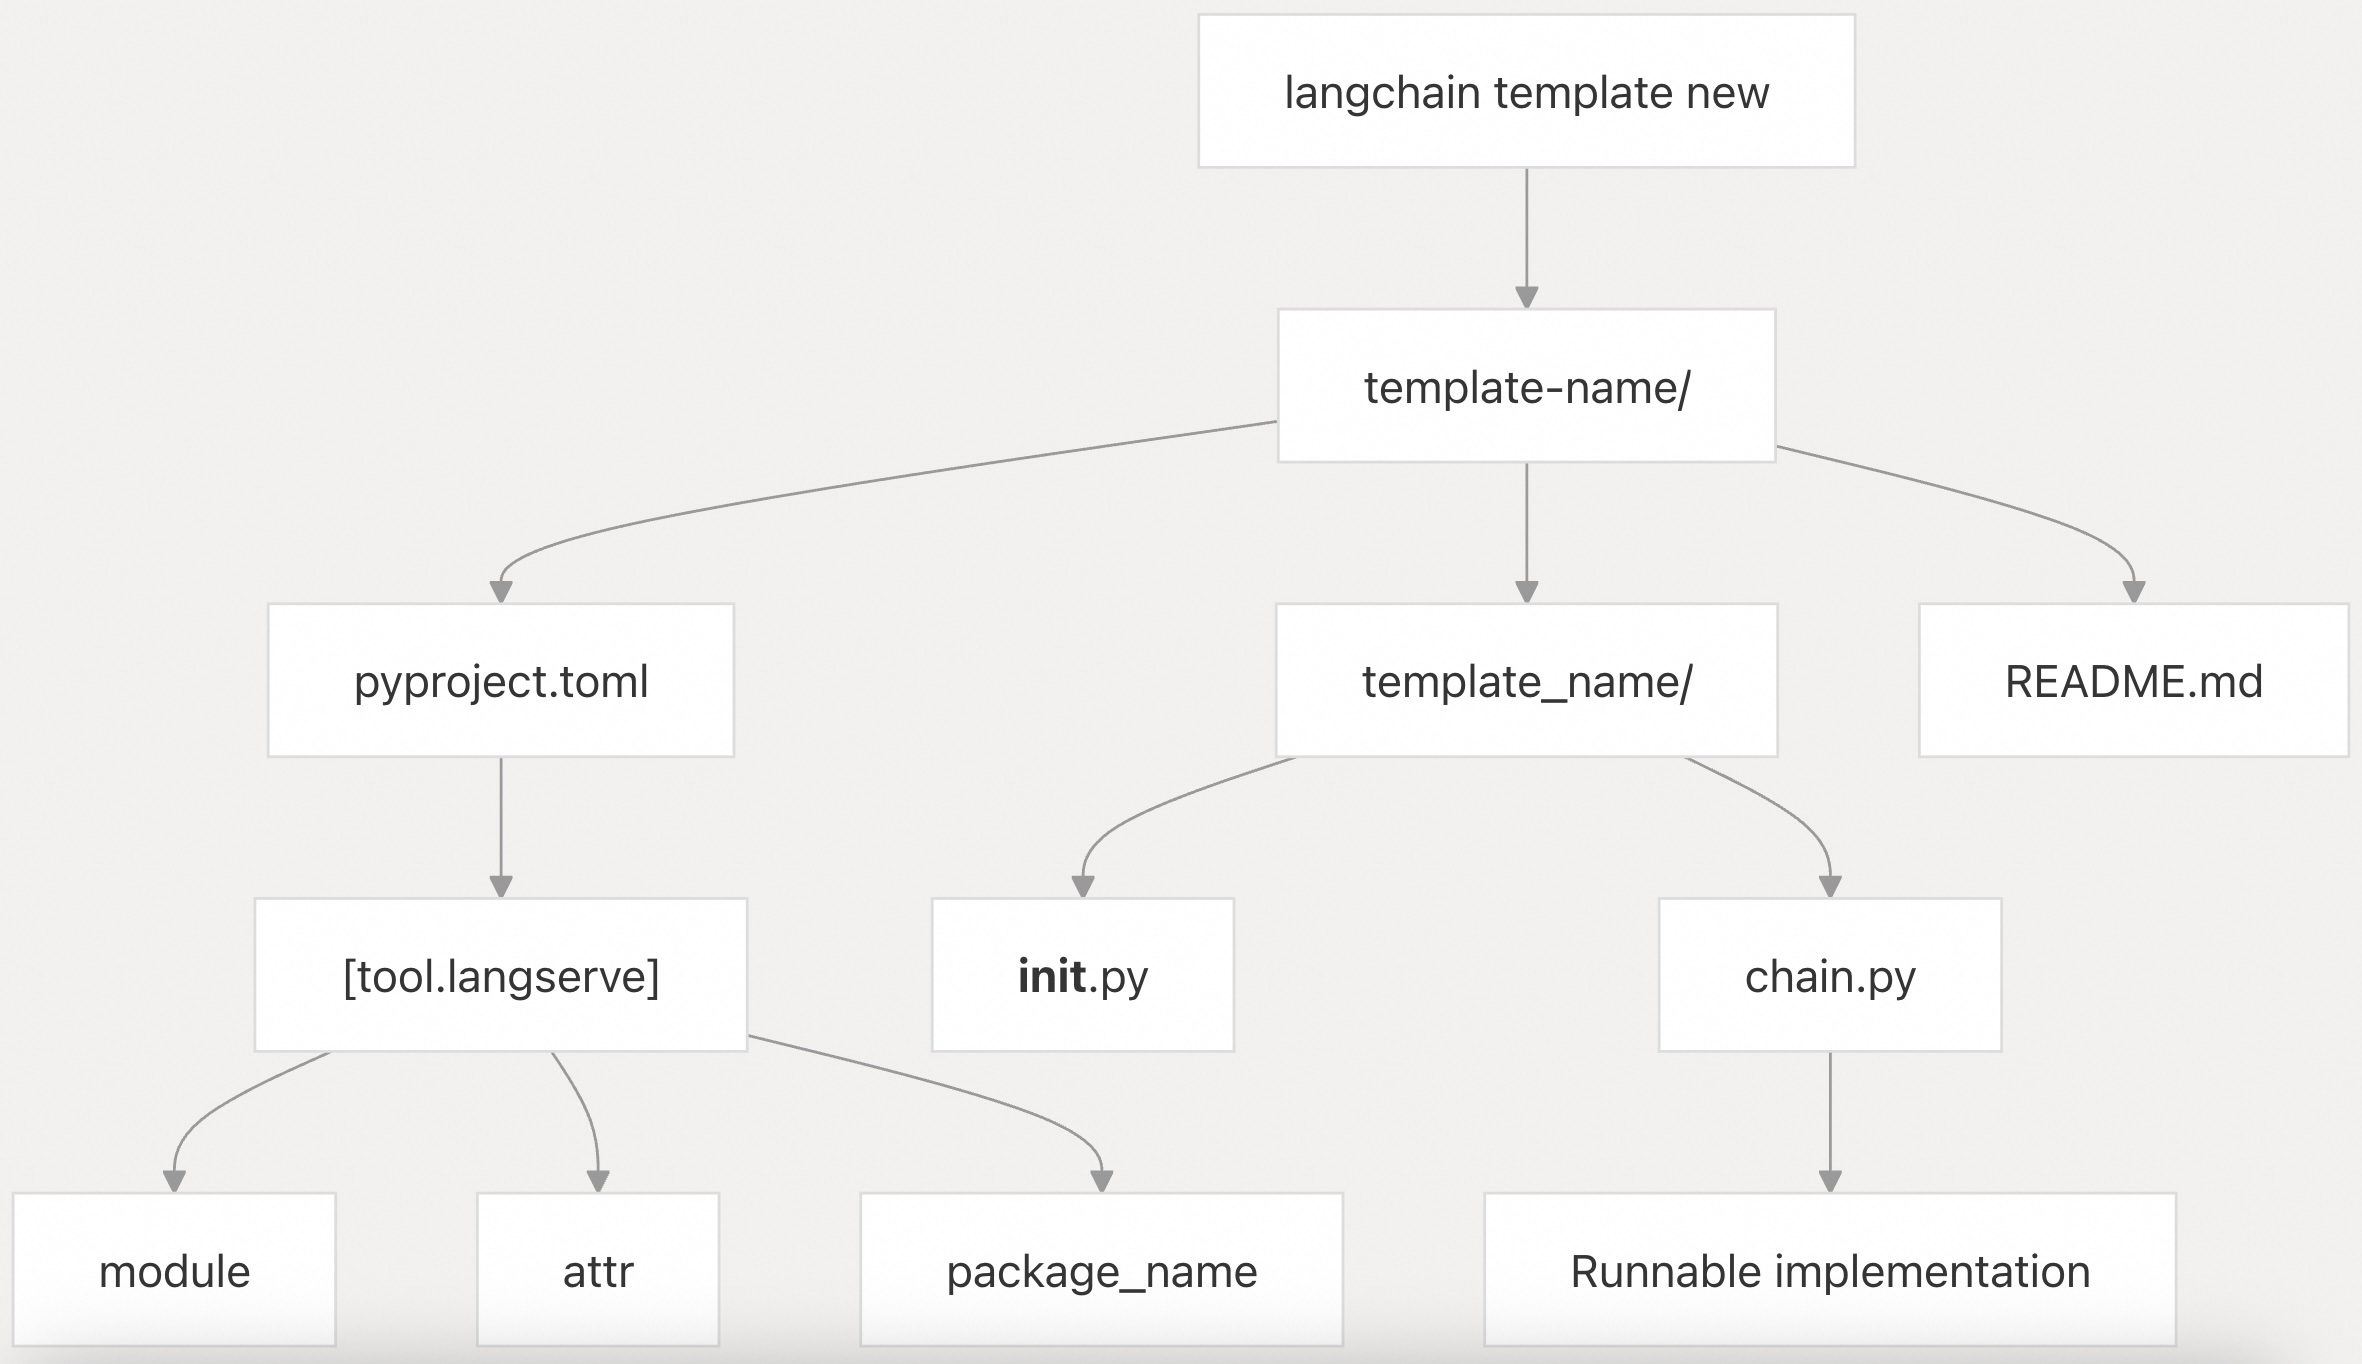 langchain template new
template-name/
pyproject.toml
template_name/
README.md
[tool.langserve]
init.py
chain.py
module
attr
package_name
Runnable implementation